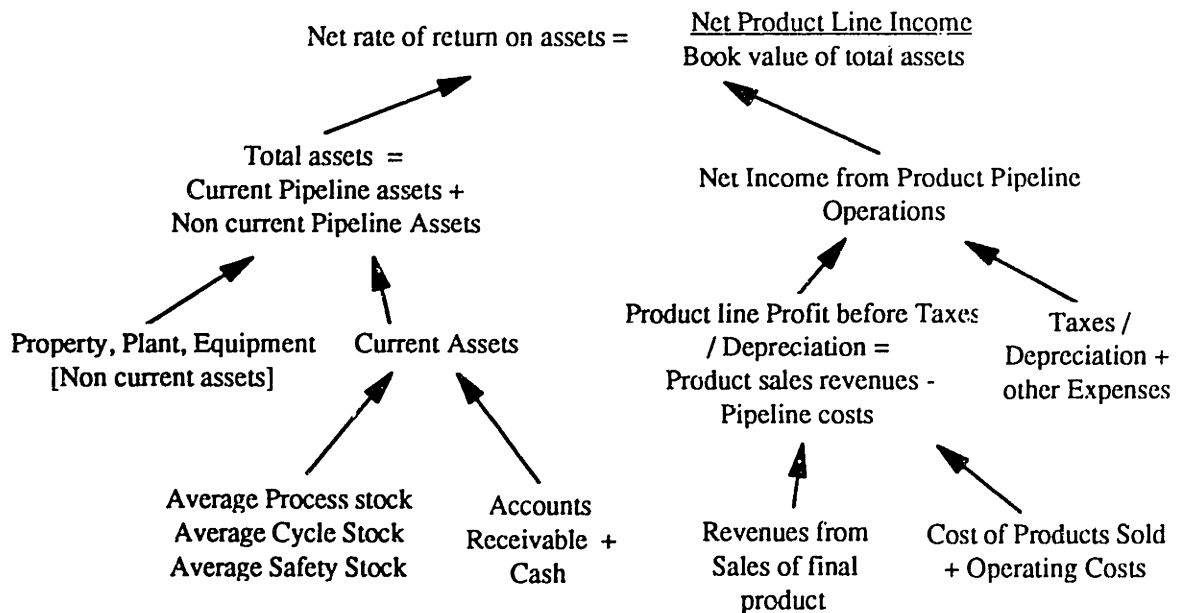 Net rate of return on assets =
Net Product Line Income
Book value of total assets
Total assets =
Current Pipeline assets +
Non current Pipeline Assets
Net Income from Product Pipeline
Operations
Property, Plant, Equipment
[Non current assets]
Current Assets
Product line Profit before Taxes
/ Depreciation =
Product sales revenues -
Pipeline costs
Taxes /
Depreciation +
other Expenses
Average Process stock
Average Cycle Stock
Average Safety Stock
Accounts
Receivable +
Cash
Revenues from
Sales of final
product
Cost of Products Sold
+ Operating Costs